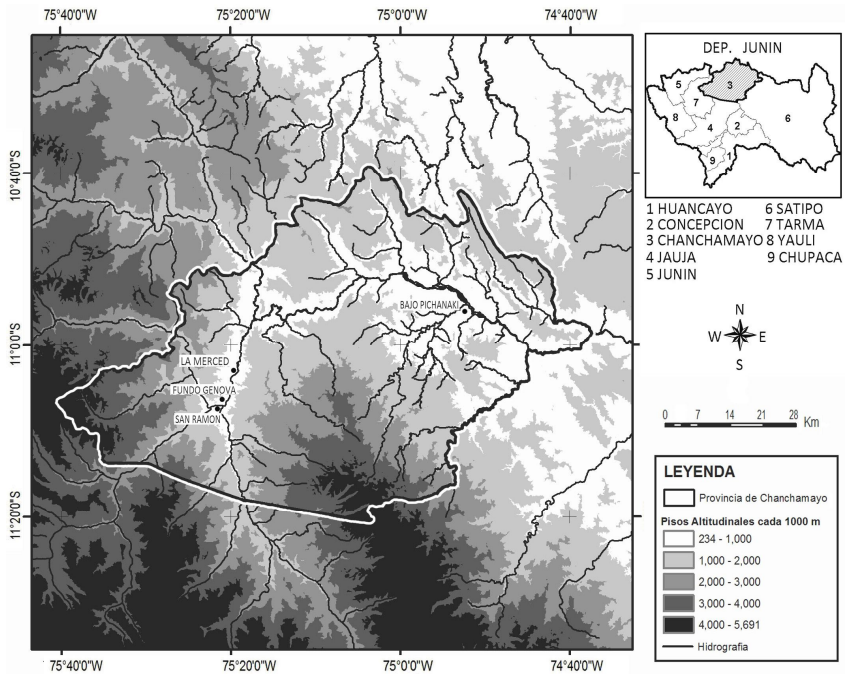 75°40'0"W 75°20'0"W 75°0'0"W 74°40'0"W
10°40'0"S
11°0'0"S
11°20'0"S
BAJO PICHANAKI
LA MERCED
FUNDO GENOVA
SAN RAMON
75°40'0"W 75°20'0"W 75°0'0"W 74°40'0"W
DEP. JUNIN
5
3
7
8
6
4
2
9
1
1 HUANCAYO 6 SATIPO
2 CONCEPCION 7 TARMA
3 CHANCHAMAYO 8 YAULI
4 JAUJA 9 CHUPACA
5 JUNIN
N
W E
S
0 7 14 21 28 Km
LEYENDA
Provincia de Chanchamayo
Pisos Altitudinales cada 1000 m
234 - 1,000
1,000 - 2,000
2,000 - 3,000
3,000 - 4,000
4,000 - 5,691
Hidrografia